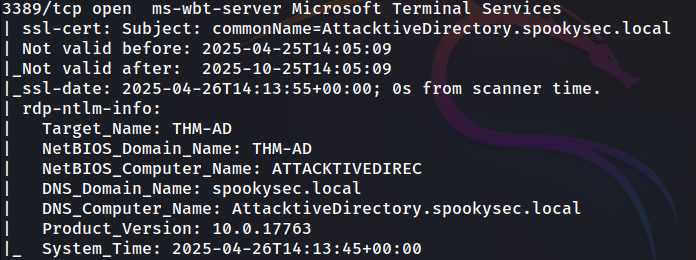 3389/tcp open  ms-wbt-server Microsoft Terminal Services
| ssl-cert: Subject: commonName=AttacktiveDirectory.spookysec.local
| Not valid before: 2025-04-25T14:05:09
|_Not valid after:  2025-10-25T14:05:09
|_ssl-date: 2025-04-26T14:13:55+00:00; 0s from scanner time.
| rdp-ntlm-info:
|   Target_Name: THM-AD
|   NetBIOS_Domain_Name: THM-AD
|   NetBIOS_Computer_Name: ATTACKTIVEDIREC
|   DNS_Domain_Name: spookysec.local
|   DNS_Computer_Name: AttacktiveDirectory.spookysec.local
|   Product_Version: 10.0.17763
|_  System_Time: 2025-04-26T14:13:45+00:00